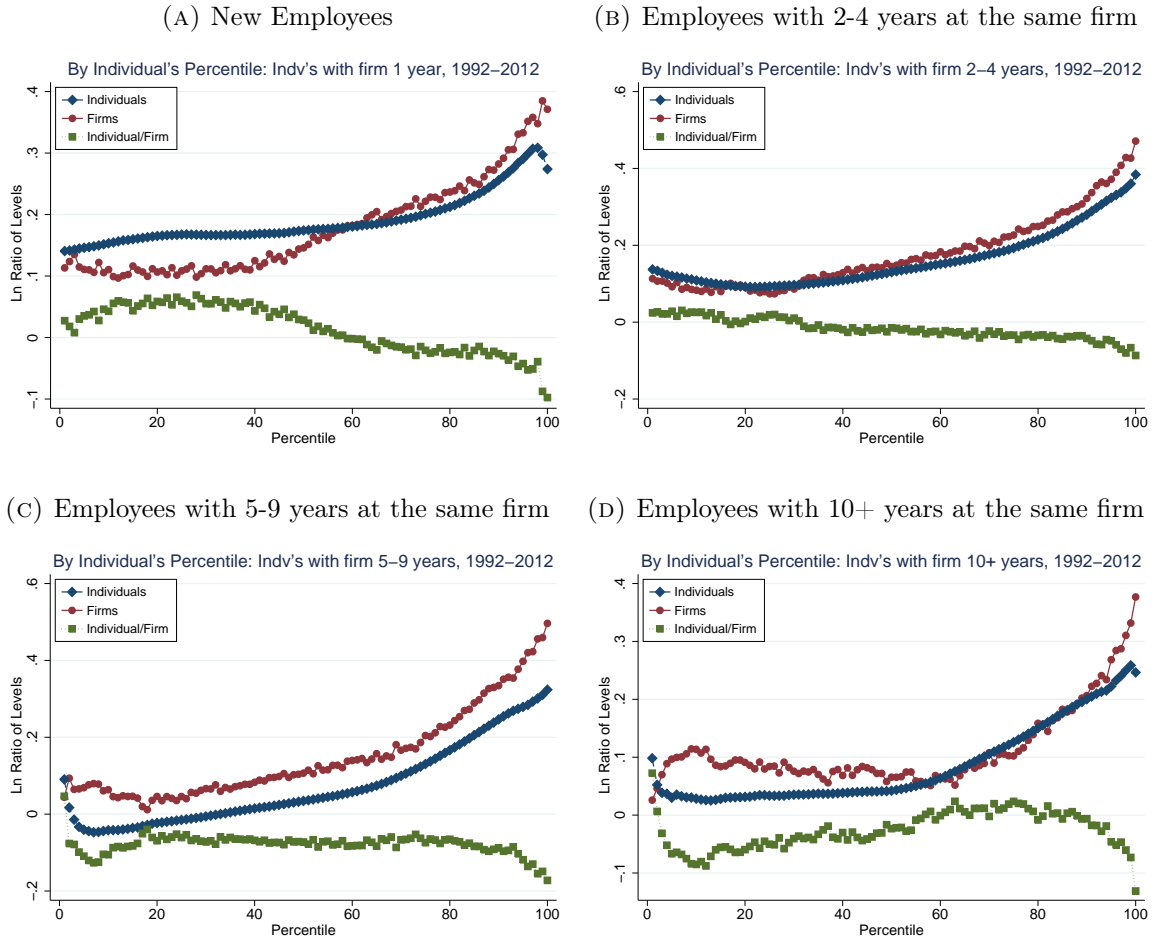 (A) New Employees
By Individual's Percentile: Indv's with firm 1 year, 1992–2012
Individuals
Firms
Individual/Firm
Ln Ratio of Levels
.4
.3
.2
.1
0
−.1
0 20 40 60 80 100
Percentile
(B) Employees with 2-4 years at the same firm
By Individual's Percentile: Indv's with firm 2–4 years, 1992–2012
Individuals
Firms
Individual/Firm
Ln Ratio of Levels
.6
.4
.2
0
−.2
0 20 40 60 80 100
Percentile
(C) Employees with 5-9 years at the same firm
By Individual's Percentile: Indv's with firm 5–9 years, 1992–2012
Individuals
Firms
Individual/Firm
Ln Ratio of Levels
.6
.4
.2
0
−.2
0 20 40 60 80 100
Percentile
(D) Employees with 10+ years at the same firm
By Individual's Percentile: Indv's with firm 10+ years, 1992–2012
Individuals
Firms
Individual/Firm
Ln Ratio of Levels
.4
.3
.2
.1
0
−.1
0 20 40 60 80 100
Percentile